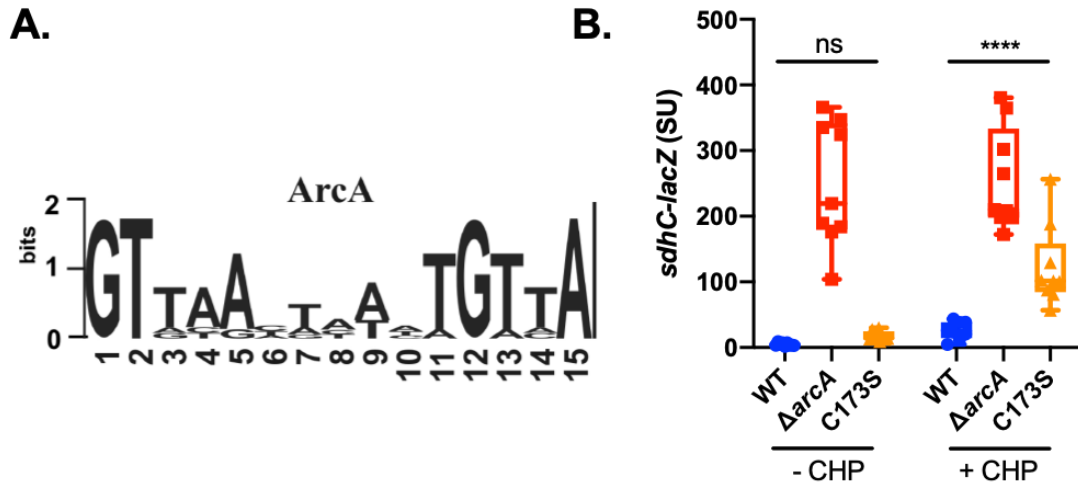 A.
ArcA
bits
2
1
0
GTTAATAATGTTA
1 2 3 4 5 6 7 8 9 10 11 12 13 14 15
B.
sdhC-lacZ (SU)
500
400
300
200
100
0
ns
****
WT
ΔarcA
C173S
WT
ΔarcA
C173S
- CHP
+ CHP